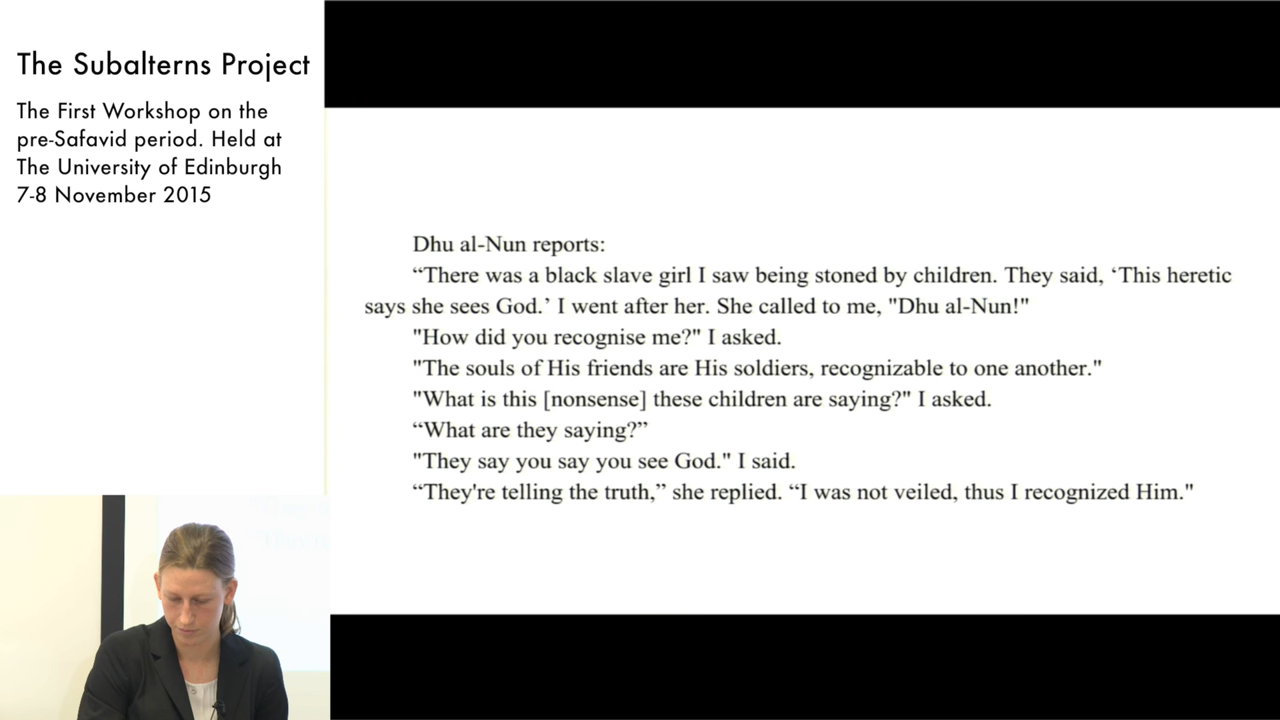 The Subalterns Project
The First Workshop on the
pre-Safavid period. Held at
The University of Edinburgh
7-8 November 2015
Dhu al-Nun reports:
“There was a black slave girl I saw being stoned by children. They said, ‘This heretic
says she sees God.’ I went after her. She called to me, "Dhu al-Nun!"
"How did you recognise me?" I asked.
"The souls of His friends are His soldiers, recognizable to one another."
"What is this [nonsense] these children are saying?" I asked.
“What are they saying?”
"They say you say you see God." I said.
“They're telling the truth,” she replied. “I was not veiled, thus I recognized Him."